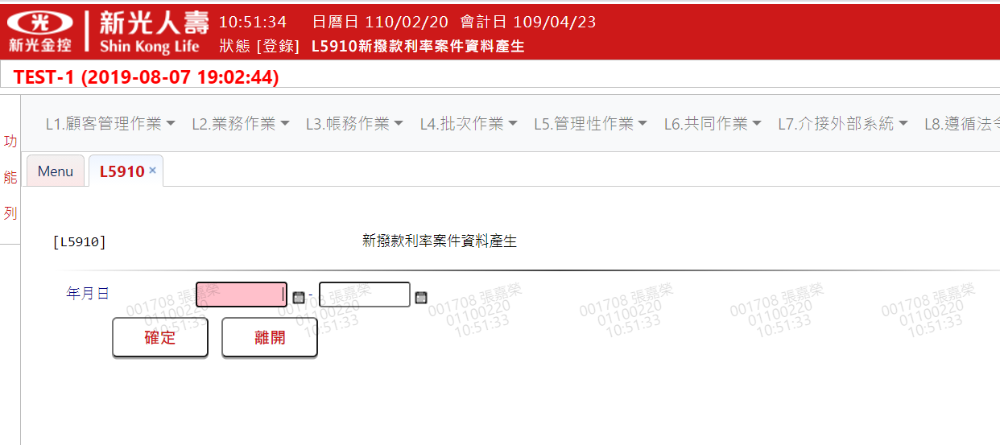 新光金控
新光人壽
Shin Kong Life
10:51:34 日曆日 110/02/20 會計日 109/04/23
狀態 [登錄] L5910新撥款利率案件資料產生
TEST-1 (2019-08-07 19:02:44)
功
能
列
L1.顧客管理作業 L2.業務作業 L3.帳務作業 L4.批次作業 L5.管理性作業 L6.共同作業 L7.介接外部系統 L8.遵循法令
Menu L5910 ×
[L5910] 新撥款利率案件資料產生
年月日 -
確定 離開
001708 張嘉榮
01100220
10:51:33
001708 張嘉榮
01100220
10:51:33
001708 張嘉榮
01100220
10:51:33
001708 張嘉榮
01100220
10:51:33
001708 張嘉榮
01100220
10:51:33
001708 張嘉榮
01100220
10:51:33